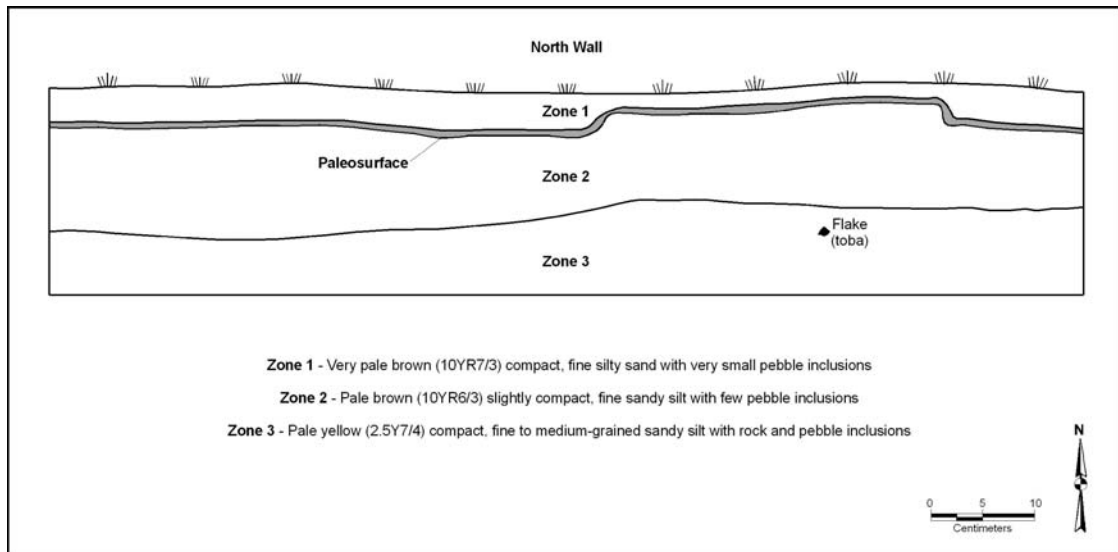 North Wall
Zone 1
Paleosurface
Zone 2
Flake
(toba)
Zone 3
Zone 1 - Very pale brown (10YR7/3) compact, fine silty sand with very small pebble inclusions
Zone 2 - Pale brown (10YR6/3) slightly compact, fine sandy silt with few pebble inclusions
Zone 3 - Pale yellow (2.5Y7/4) compact, fine to medium-grained sandy silt with rock and pebble inclusions
N
0 5 10
Centimeters